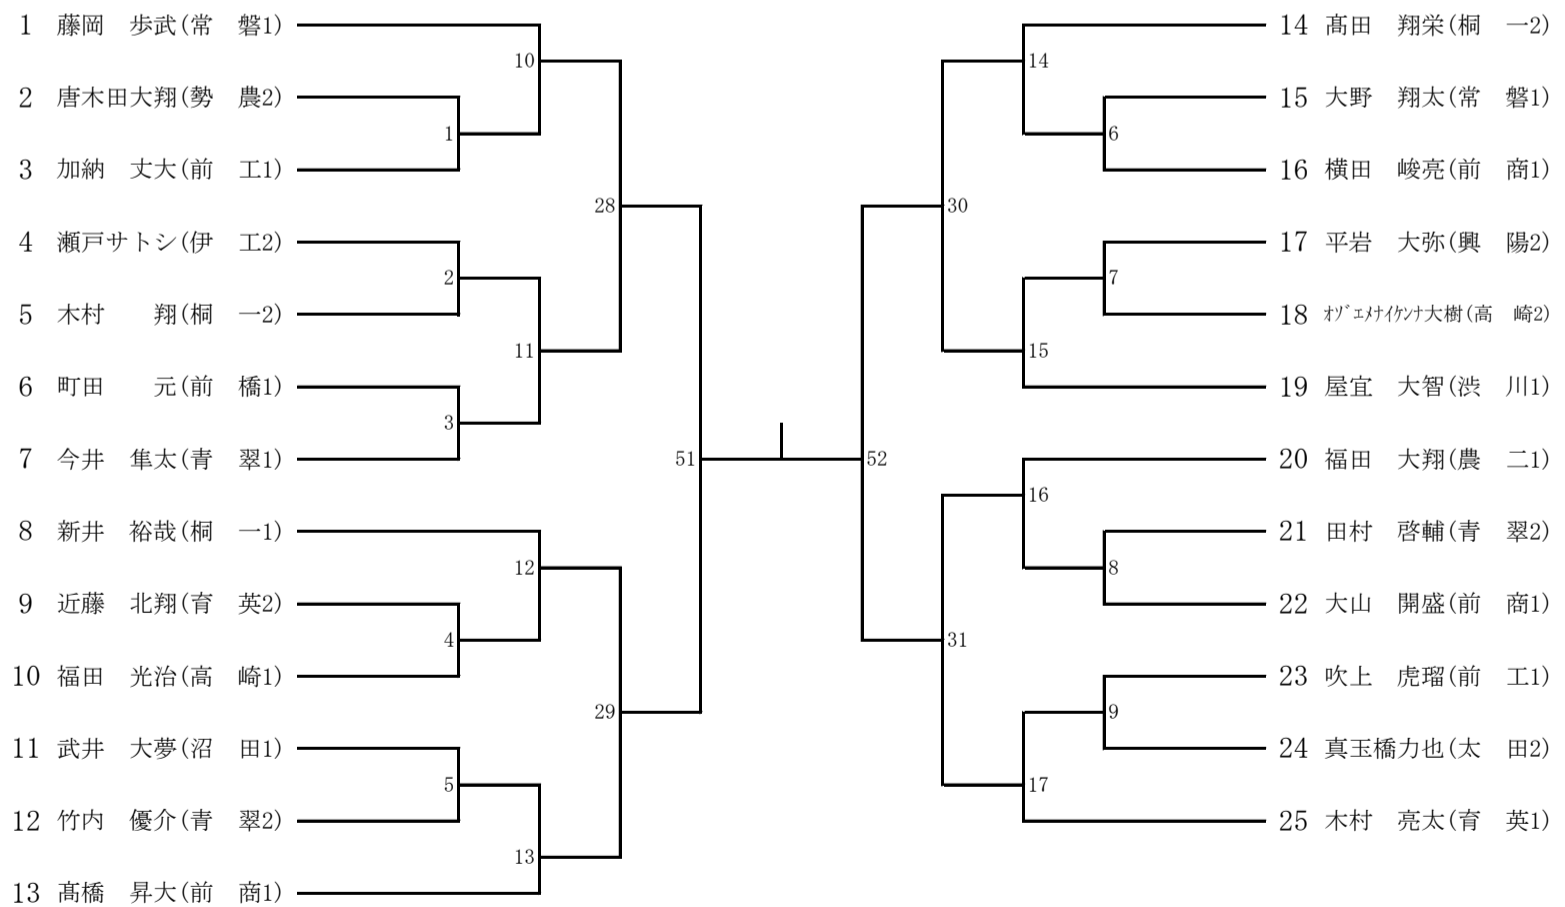 1 藤岡 歩武(常 磐1)
10
2 唐木田大翔(勢 農2)
1
3 加納 丈大(前 工1)
28
4 瀬戸サトシ(伊 工2)
2
5 木村 翔(桐 一2)
11
6 町田 元(前 橋1)
3
7 今井 隼太(青 翠1)
51
8 新井 裕哉(桐 一1)
12
9 近藤 北翔(育 英2)
4
10 福田 光治(高 崎1)
29
11 武井 大夢(沼 田1)
5
12 竹内 優介(青 翠2)
13
13 髙橋 昇大(前 商1)
14 髙田 翔栄(桐 一2)
14
15 大野 翔太(常 磐1)
6
16 横田 峻亮(前 商1)
30
17 平岩 大弥(興 陽2)
7
18 ｵｿﾞｴﾒﾅｲｹﾝﾅ大樹(高 崎2)
15
19 屋宜 大智(渋 川1)
52
20 福田 大翔(農 二1)
16
21 田村 啓輔(青 翠2)
8
22 大山 開盛(前 商1)
31
23 吹上 虎瑠(前 工1)
9
24 真玉橋力也(太 田2)
17
25 木村 亮太(育 英1)